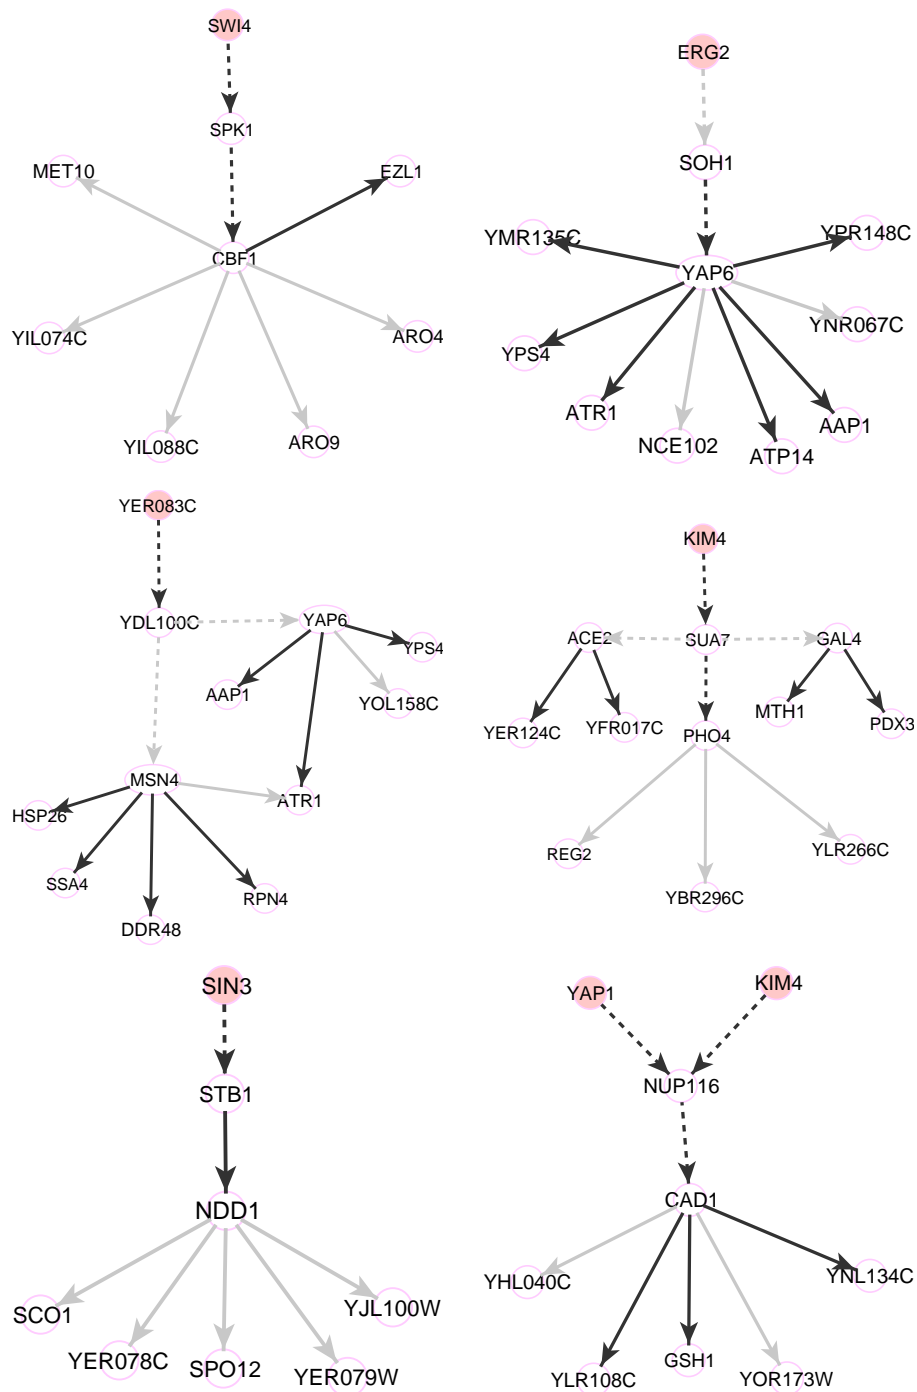 SWI4
SPK1
MET10
EZL1
CBF1
YIL074C
ARO4
YIL088C
ARO9
ERG2
SOH1
YMR135C
YPR148C
YAP6
YNR067C
YPS4
ATR1
AAP1
NCE102
ATP14
YER083C
YDL100C
YAP6
YPS4
AAP1
YOL158C
MSN4
ATR1
HSP26
SSA4
RPN4
DDR48
KIM4
ACE2
SUA7
GAL4
MTH1
PDX3
YER124C
YFR017C
PHO4
REG2
YLR266C
YBR296C
SIN3
STB1
NDD1
SCO1
YJL100W
YER078C
SPO12
YER079W
YAP1
KIM4
NUP116
CAD1
YHL040C
YNL134C
GSH1
YLR108C
YOR173W